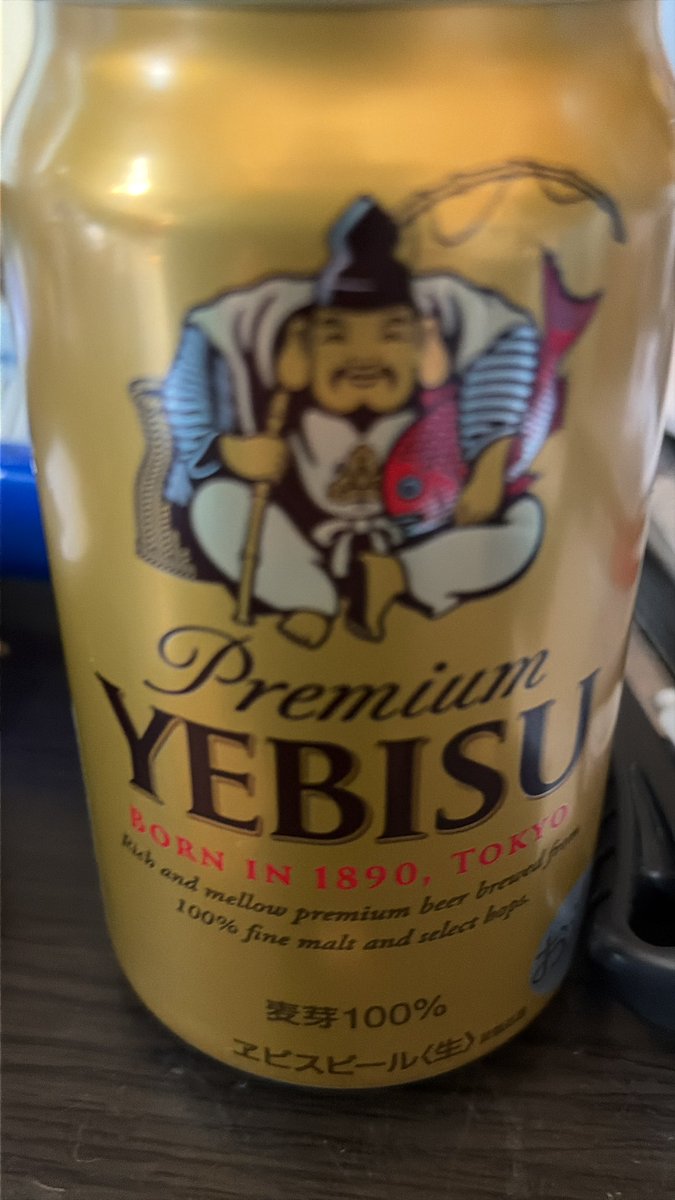 Premium
YEBISU
BORN IN 1890, TOKYO
Rich and mellow premium beer brewed from
100% fine malt and select hops.
麦芽100%
ヱビスビール〈生〉